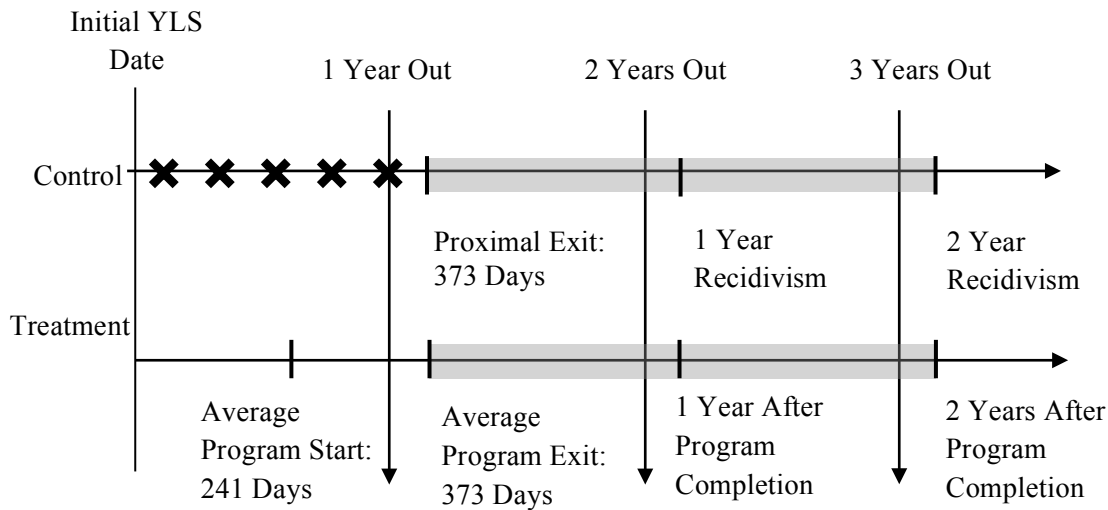 Initial YLS
Date
1 Year Out
2 Years Out
3 Years Out
Control
Proximal Exit:
373 Days
1 Year
Recidivism
2 Year
Recidivism
Treatment
Average
Program Start:
241 Days
Average
Program Exit:
373 Days
1 Year After
Program
Completion
2 Years After
Program
Completion